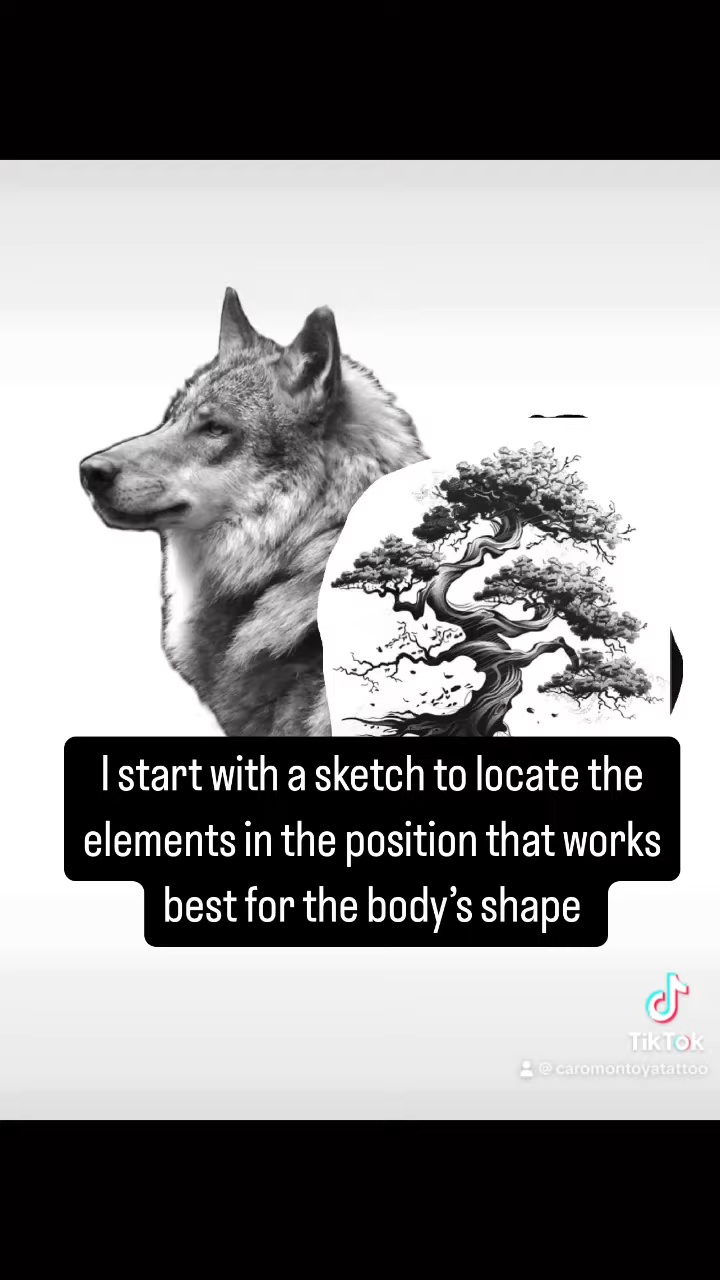 I start with a sketch to locate the
elements in the position that works
best for the body’s shape
TikTok
@ caromontoyatattoo